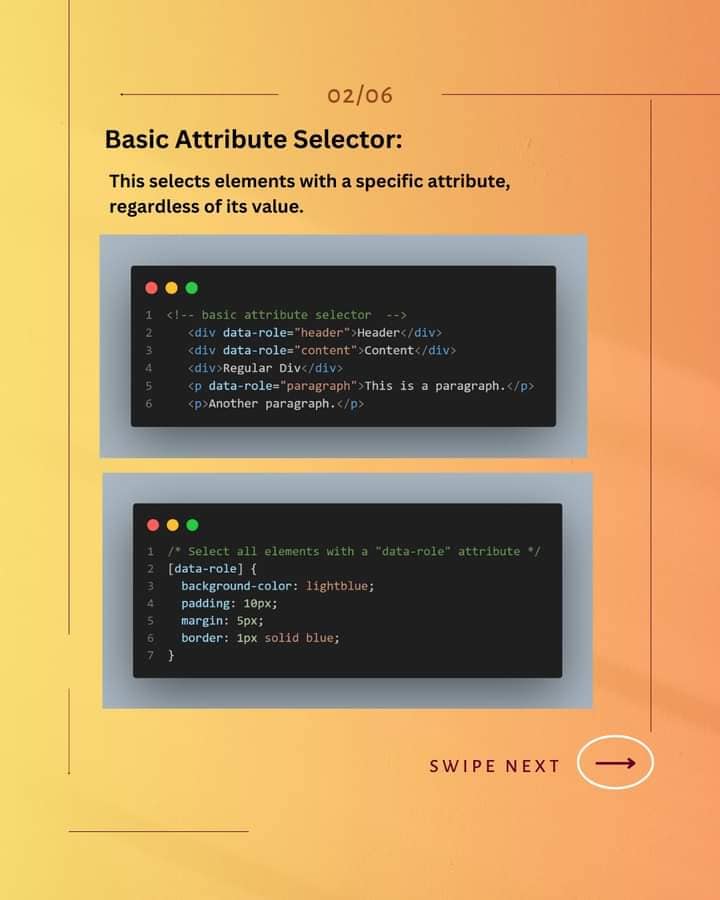 02/06
Basic Attribute Selector:
This selects elements with a specific attribute,
regardless of its value.
1 <!-- basic attribute selector  -->
2    <div data-role="header">Header</div>
3    <div data-role="content">Content</div>
4    <div>Regular Div</div>
5    <p data-role="paragraph">This is a paragraph.</p>
6    <p>Another paragraph.</p>
1 /* Select all elements with a "data-role" attribute */
2 [data-role] {
3   background-color: lightblue;
4   padding: 10px;
5   margin: 5px;
6   border: 1px solid blue;
7 }
SWIPE NEXT